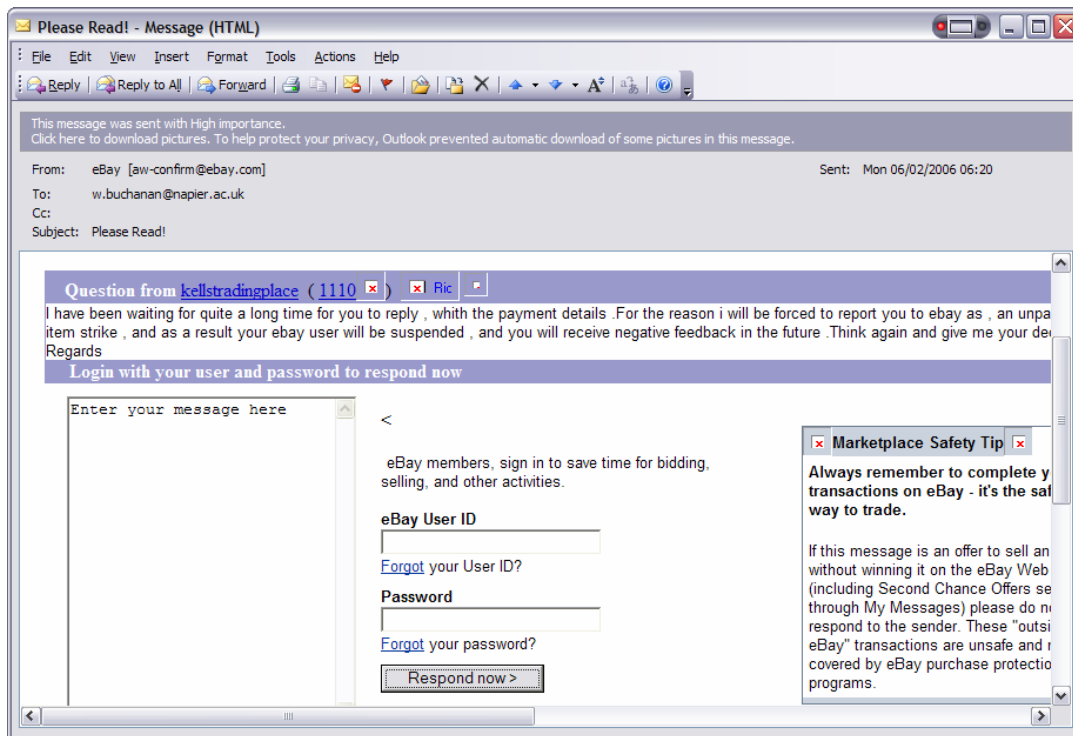 Please Read! - Message (HTML)
File Edit View Insert Format Tools Actions Help
Reply Reply to All Forward
This message was sent with High importance.
Click here to download pictures. To help protect your privacy, Outlook prevented automatic download of some pictures in this message.
From: eBay [aw-confirm@ebay.com] Sent: Mon 06/02/2006 06:20
To: w.buchanan@napier.ac.uk
Cc:
Subject: Please Read!
Question from kellstradingplace ( 1110 ) Ric
I have been waiting for quite a long time for you to reply , whith the payment details .For the reason i will be forced to report you to ebay as , an unpa
item strike , and as a result your ebay user will be suspended , and you will receive negative feedback in the future .Think again and give me your de
Regards
Login with your user and password to respond now
Enter your message here
<
eBay members, sign in to save time for bidding,
selling, and other activities.
eBay User ID
Forgot your User ID?
Password
Forgot your password?
Respond now >
Marketplace Safety Tip
Always remember to complete y
transactions on eBay - it's the saf
way to trade.
If this message is an offer to sell an
without winning it on the eBay Web
(including Second Chance Offers se
through My Messages) please do n
respond to the sender. These "outsi
eBay" transactions are unsafe and
covered by eBay purchase protectio
programs.